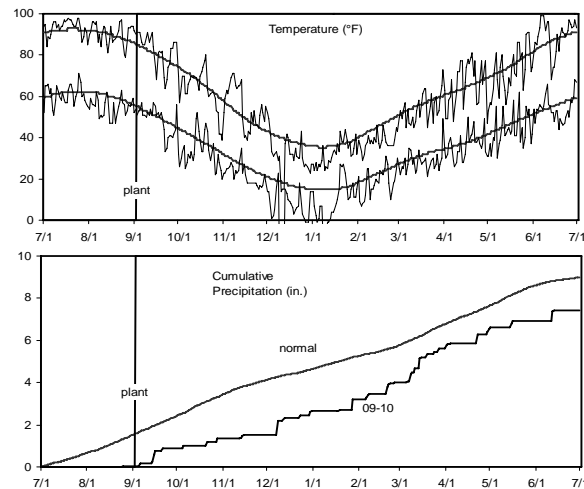 100
Temperature (°F)
80
60
40
20
plant
0
7/1 8/1 9/1 10/1 11/1 12/1 1/1 2/1 3/1 4/1 5/1 6/1 7/1
10
Cumulative
Precipitation (in.)
8
6
normal
4
plant
09-10
2
0
7/1 8/1 9/1 10/1 11/1 12/1 1/1 2/1 3/1 4/1 5/1 6/1 7/1